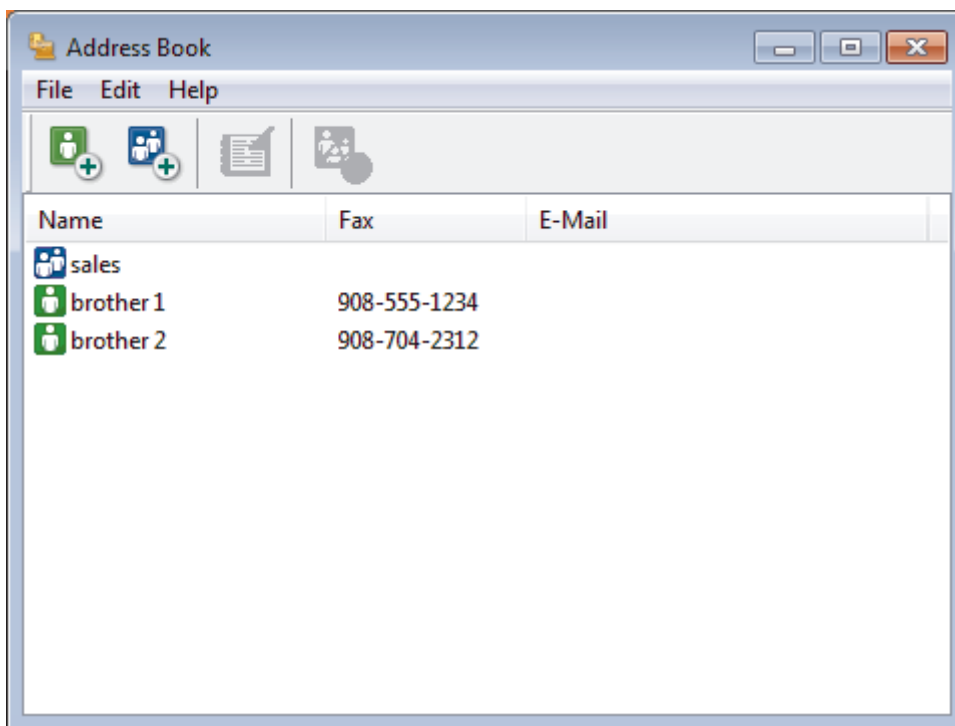 Address Book
File Edit Help
Name Fax E-Mail
sales
brother 1 908-555-1234
brother 2 908-704-2312